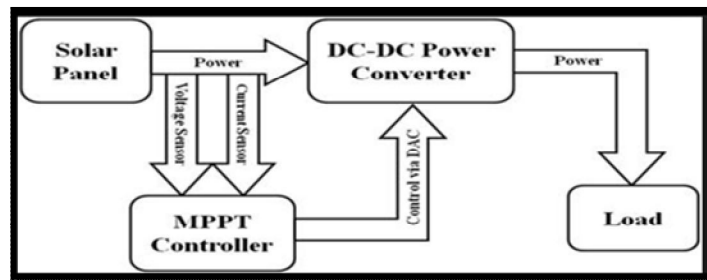 Solar
Panel
Power
DC-DC Power
Converter
Power
Voltage Sensor
Current Sensor
Control via DAC
MPPT
Controller
Load